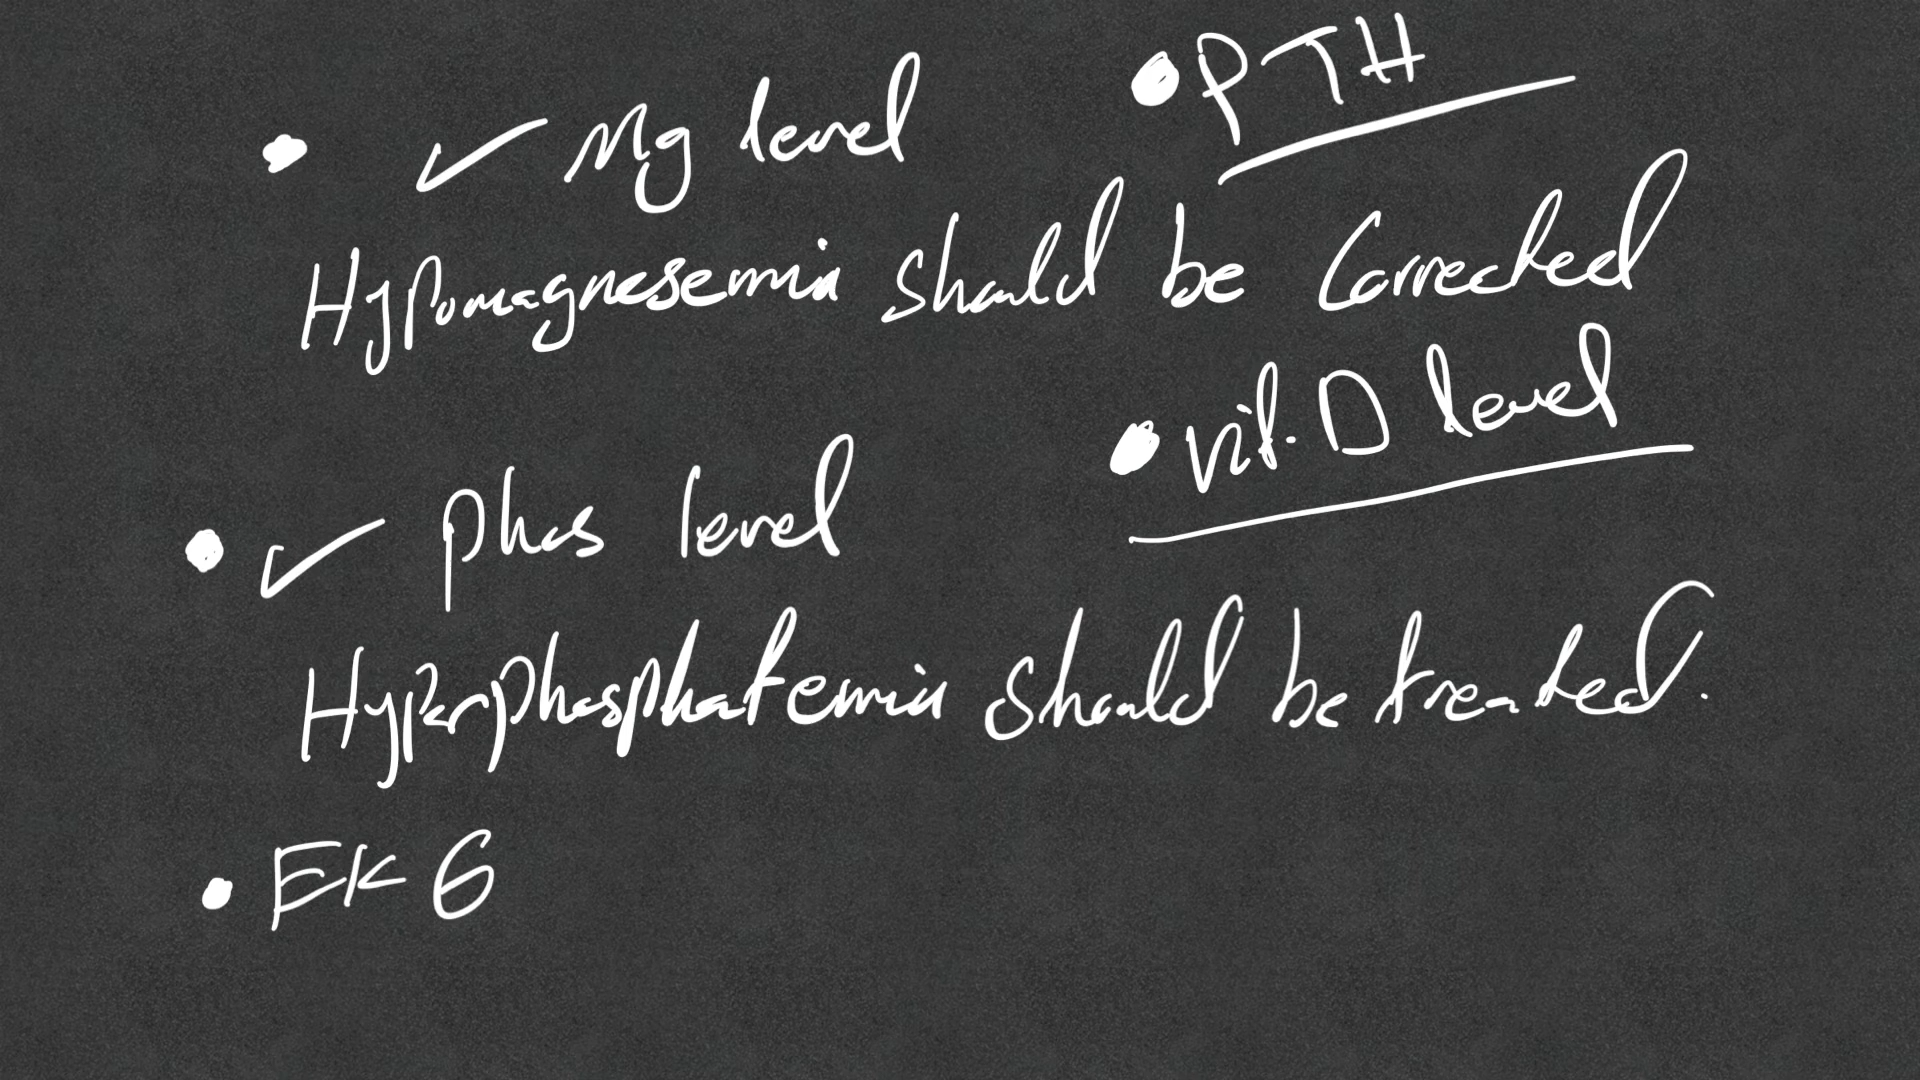 • ✓ Mg level
• PTH
Hypomagnesemia should be Corrected
• Vit. D level
• ✓ phos level
Hyperphosphatemia should be treated.
• EKG